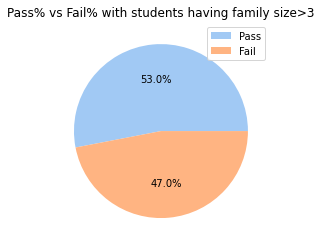 Pass% vs Fail% with students having family size>3
Pass
Fail
53.0%
47.0%